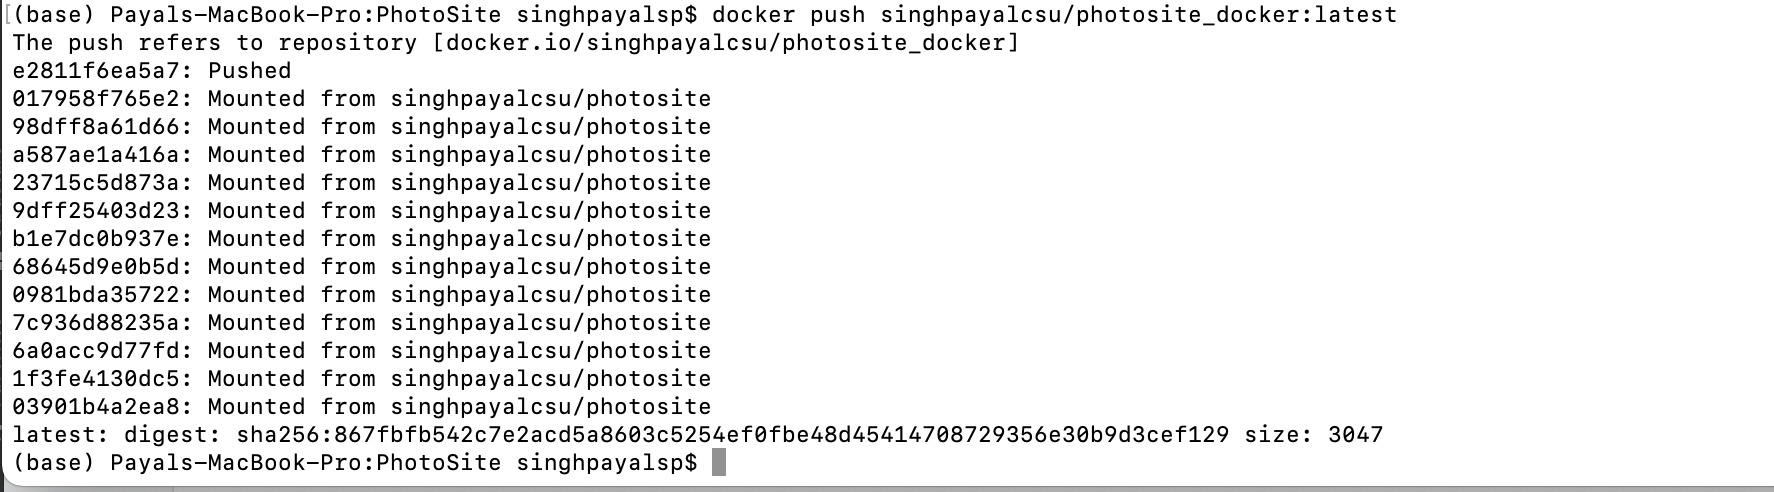 (base) Payals-MacBook-Pro:PhotoSite singhpayalsp$ docker push singhpayalcsu/photosite_docker:latest
The push refers to repository [docker.io/singhpayalcsu/photosite_docker]
e2811f6ea5a7: Pushed
017958f765e2: Mounted from singhpayalcsu/photosite
98dff8a61d66: Mounted from singhpayalcsu/photosite
a587ae1a416a: Mounted from singhpayalcsu/photosite
23715c5d873a: Mounted from singhpayalcsu/photosite
9dff25403d23: Mounted from singhpayalcsu/photosite
b1e7dc0b937e: Mounted from singhpayalcsu/photosite
68645d9e0b5d: Mounted from singhpayalcsu/photosite
0981bda35722: Mounted from singhpayalcsu/photosite
7c936d88235a: Mounted from singhpayalcsu/photosite
6a0acc9d77fd: Mounted from singhpayalcsu/photosite
1f3fe4130dc5: Mounted from singhpayalcsu/photosite
03901b4a2ea8: Mounted from singhpayalcsu/photosite
latest: digest: sha256:867fbfb542c7e2acd5a8603c5254ef0fbe48d45414708729356e30b9d3cef129 size: 3047
(base) Payals-MacBook-Pro:PhotoSite singhpayalsp$